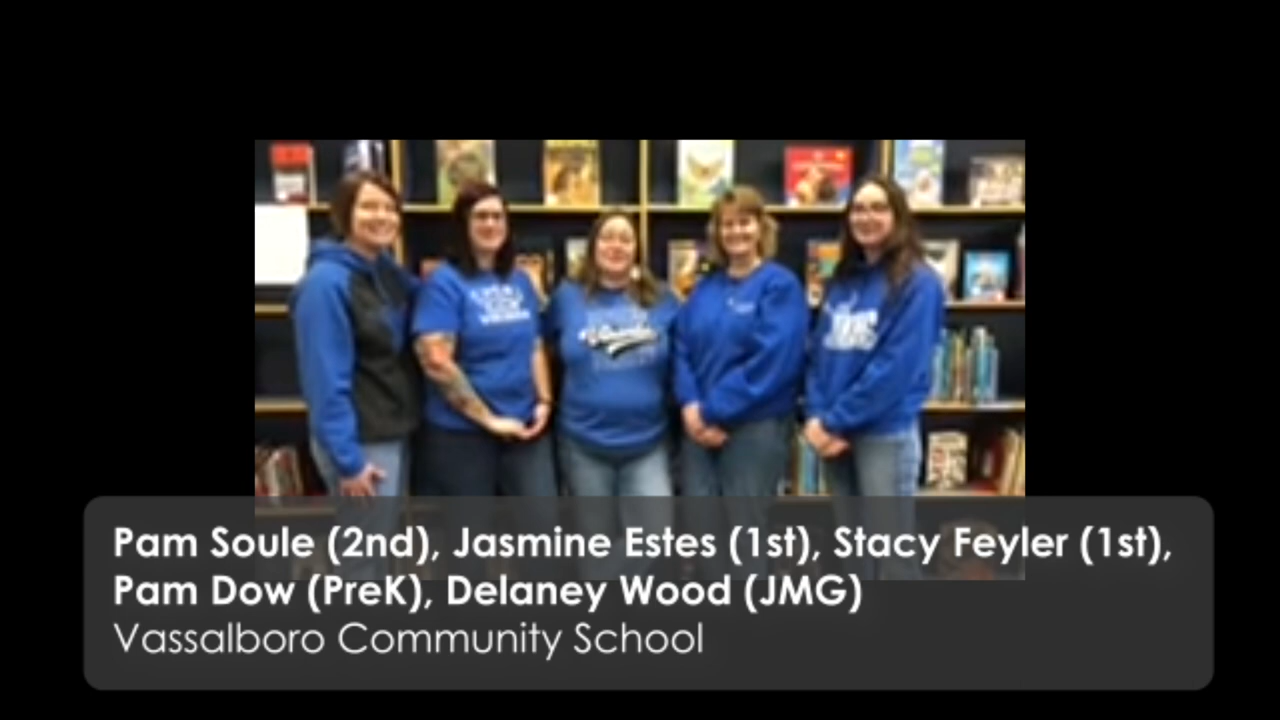 Pam Soule (2nd), Jasmine Estes (1st), Stacy Feyler (1st),
Pam Dow (PreK), Delaney Wood (JMG)
Vassalboro Community School